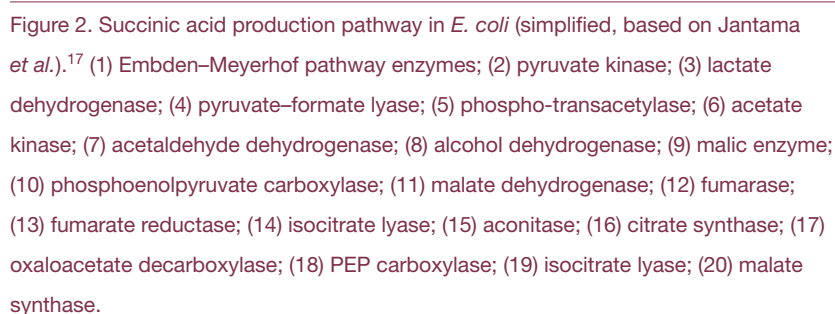 Figure 2. Succinic acid production pathway in E. coli (simplified, based on Jantama
et al.).17 (1) Embden–Meyerhof pathway enzymes; (2) pyruvate kinase; (3) lactate
dehydrogenase; (4) pyruvate–formate lyase; (5) phospho-transacetylase; (6) acetate
kinase; (7) acetaldehyde dehydrogenase; (8) alcohol dehydrogenase; (9) malic enzyme;
(10) phosphoenolpyruvate carboxylase; (11) malate dehydrogenase; (12) fumarase;
(13) fumarate reductase; (14) isocitrate lyase; (15) aconitase; (16) citrate synthase; (17)
oxaloacetate decarboxylase; (18) PEP carboxylase; (19) isocitrate lyase; (20) malate
synthase.